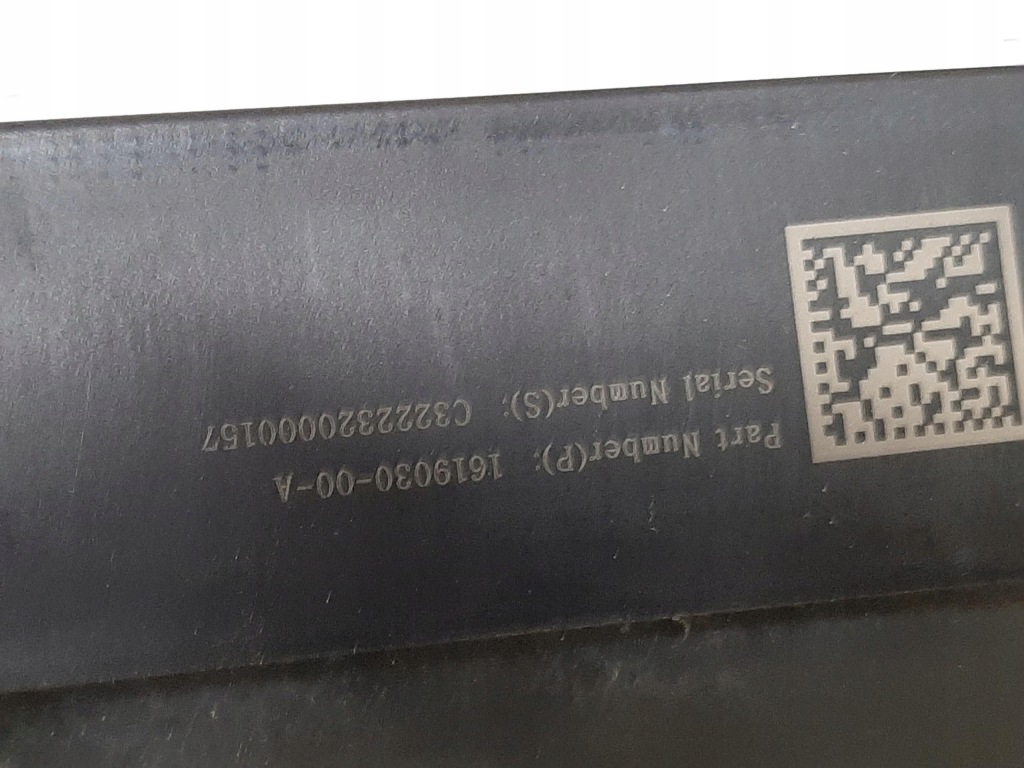 Part Number(P): 1619030-00-A
Serial Number(S): C3222320000157